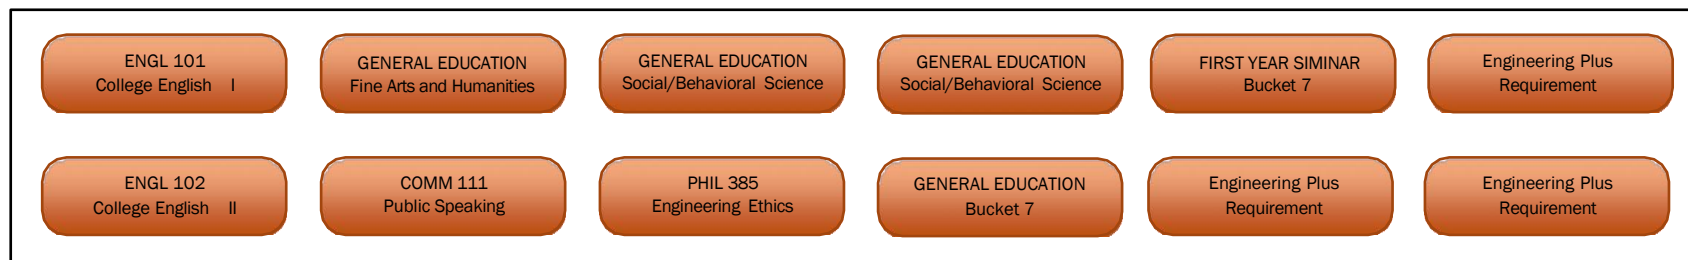 ENGL 101
College English I
GENERAL EDUCATION
Fine Arts and Humanities
GENERAL EDUCATION
Social/Behavioral Science
GENERAL EDUCATION
Social/Behavioral Science
FIRST YEAR SIMINAR
Bucket 7
Engineering Plus
Requirement
ENGL 102
College English II
COMM 111
Public Speaking
PHIL 385
Engineering Ethics
GENERAL EDUCATION
Bucket 7
Engineering Plus
Requirement
Engineering Plus
Requirement